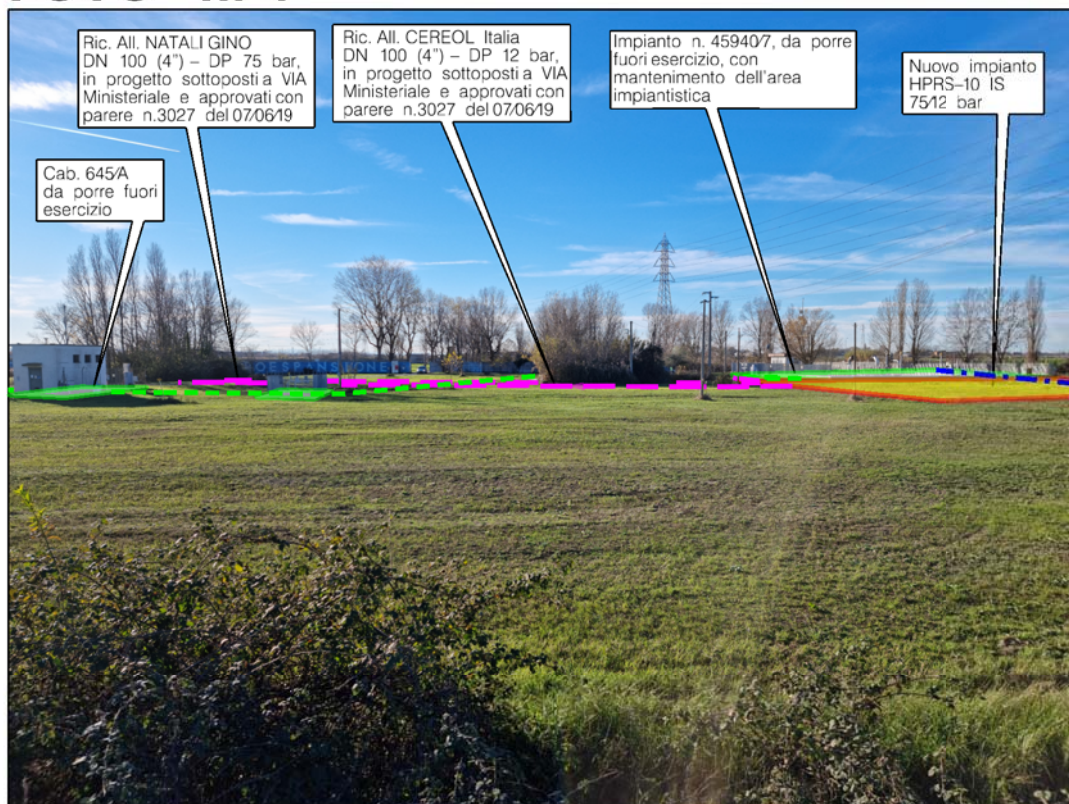 Ric. All. NATALI GINO
DN 100 (4") – DP 75 bar,
in progetto sottoposti a VIA
Ministeriale e approvati con
parere n.3027 del 07/06/19
Ric. All. CEREOL Italia
DN 100 (4") – DP 12 bar,
in progetto sottoposti a VIA
Ministeriale e approvati con
parere n.3027 del 07/06/19
Impianto n. 45940/7, da porre
fuori esercizio, con
mantenimento dell'area
impiantistica
Nuovo impianto
HPRS–10 IS
75/12 bar
Cab. 645/A
da porre fuori
esercizio